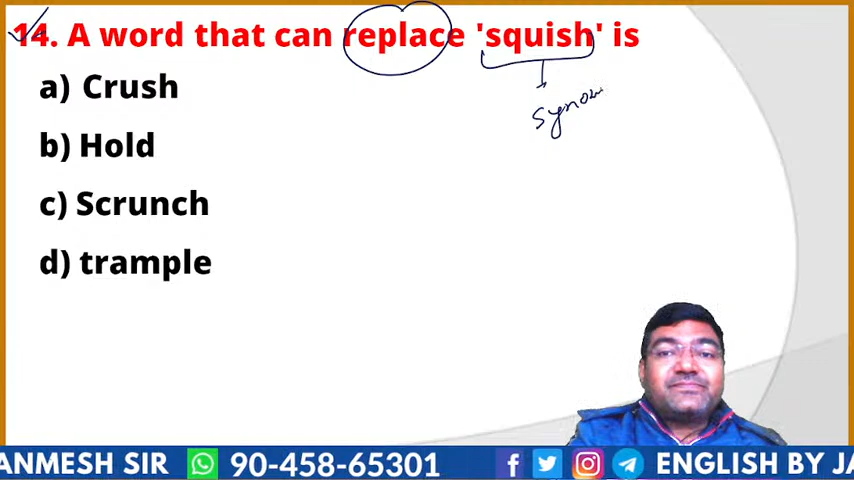 14. A word that can replace 'squish' is
synon
a) Crush
b) Hold
c) Scrunch
d) trample
ANMESH SIR 90-458-65301 ENGLISH BY JA